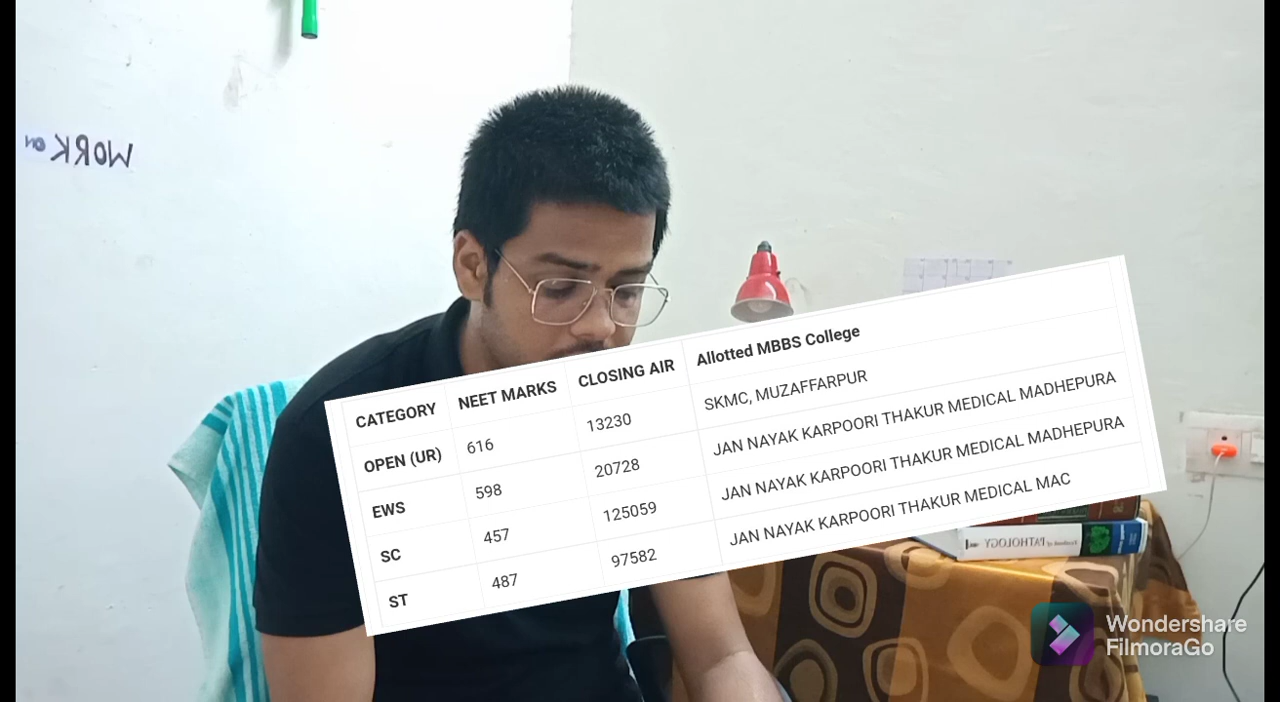 WORK on
CATEGORY NEET MARKS CLOSING AIR Allotted MBBS College
OPEN (UR) 616 13230 SKMC, MUZAFFARPUR
EWS 598 20728 JAN NAYAK KARPOORI THAKUR MEDICAL MADHEPURA
SC 457 125059 JAN NAYAK KARPOORI THAKUR MEDICAL MADHEPURA
ST 487 97582 JAN NAYAK KARPOORI THAKUR MEDICAL MAC
PATHOLOGY
Wondershare
FilmoraGo